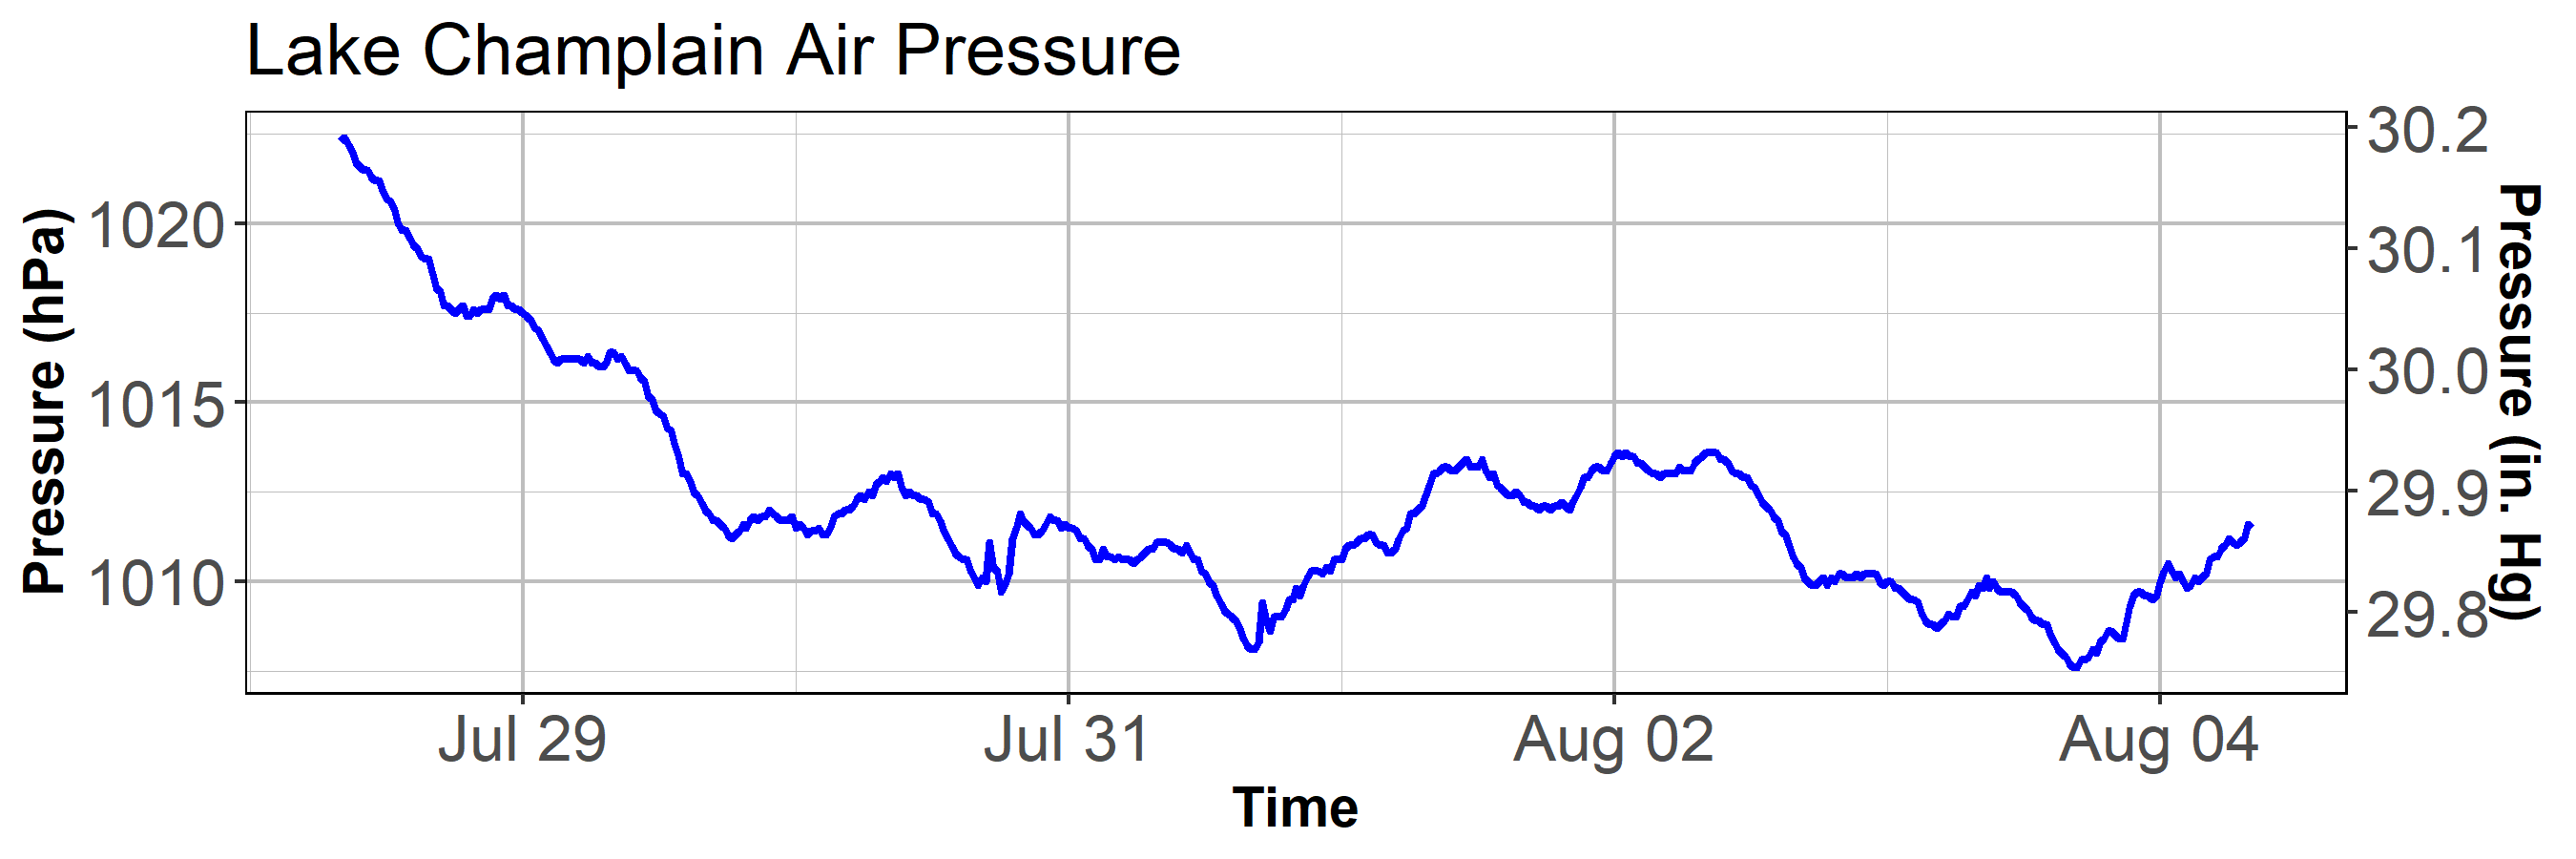 Lake Champlain Air Pressure
Pressure (hPa)
1020
1015
1010
30.2
30.1
30.0
29.9
29.8
Pressure (in. Hg)
Jul 29
Jul 31
Aug 02
Aug 04
Time